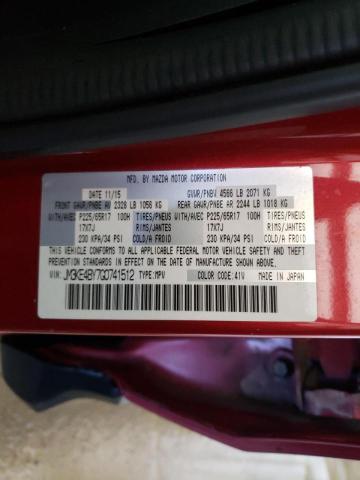 MFD. BY MAZDA MOTOR CORPORATION
DATE 11/15 GVWR/PNBV 4566 LB 2071 KG
FRONT GAWR/PNBE AV 2328 LB 1056 KG REAR GAWR/PNBE AR 2244 LB 1018 KG
WITH/AVEC P225/65R17 100H TIRES/PNEUS WITH/AVEC P225/65R17 100H TIRES/PNEUS
17X7J RIMS/JANTES 17X7J RIMS/JANTES
230 KPA/34 PSI COLD/A FROID 230 KPA/34 PSI COLD/A FROID
THIS VEHICLE CONFORMS TO ALL APPLICABLE FEDERAL MOTOR VEHICLE SAFETY AND
BUMPER STANDARDS IN EFFECT ON THE DATE OF MANUFACTURE SHOWN ABOVE.
VIN: JM3KE4BY7G0741512 TYPE:MPV COLOR CODE:41V MADE IN JAPAN